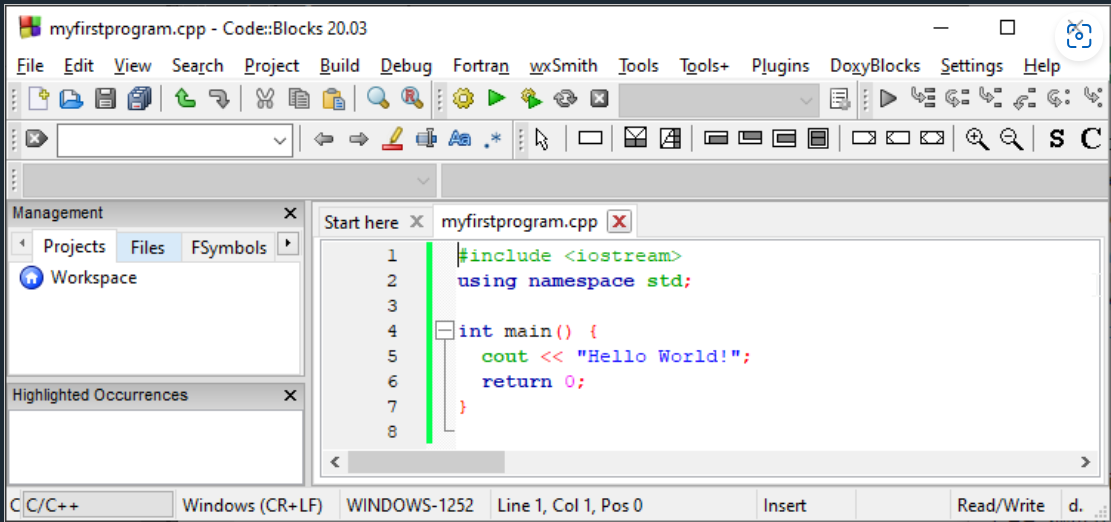 myfirstprogram.cpp - Code::Blocks 20.03
File Edit View Search Project Build Debug Fortran wxSmith Tools Tools+ Plugins DoxyBlocks Settings Help
S C
Management
Projects Files FSymbols
Workspace
Highlighted Occurrences
Start here myfirstprogram.cpp
1 #include <iostream>
2 using namespace std;
3
4 int main() {
5 cout << "Hello World!";
6 return 0;
7 }
8
C C/C++ Windows (CR+LF) WINDOWS-1252 Line 1, Col 1, Pos 0 Insert Read/Write d.